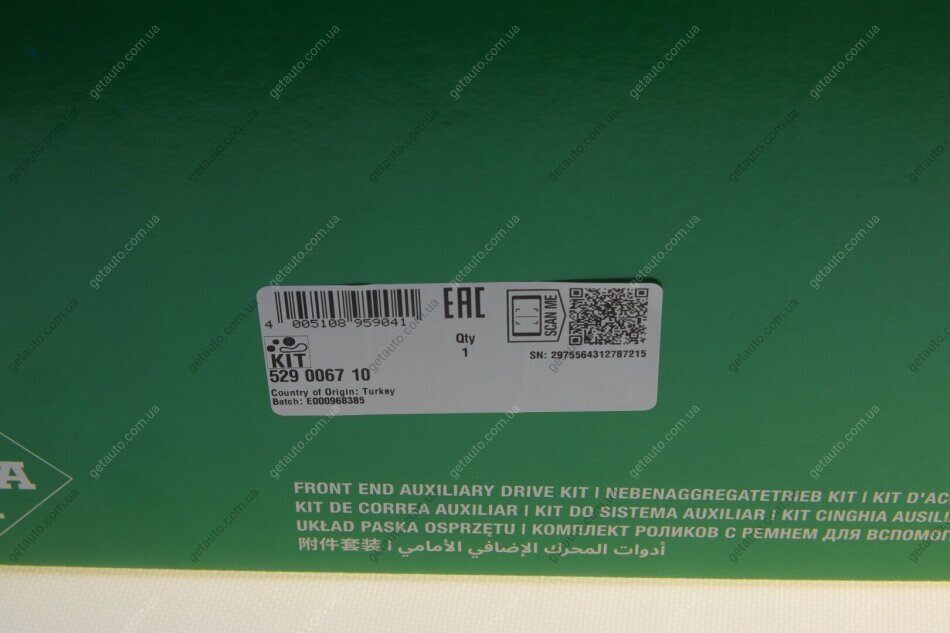 4 005108 959041
EAC
SCAN ME
Qty
1
SN: 2975564312787215
KIT
529 0067 10
Country of Origin: Turkey
Batch: E000968385
A
FRONT END AUXILIARY DRIVE KIT | NEBENAGGREGATETRIEB KIT | KIT D'AC
KIT DE CORREA AUXILIAR | KIT DO SISTEMA AUXILIAR | KIT CINGHIA AUSILI
UKŁAD PASKA OSPRZĘTU | КОМПЛЕКТ РОЛИКОВ С РЕМНЕМ ДЛЯ ВСПОМОГ
附件套装 | أدوات المحرك الإضافي الأمامي
getauto.com.ua